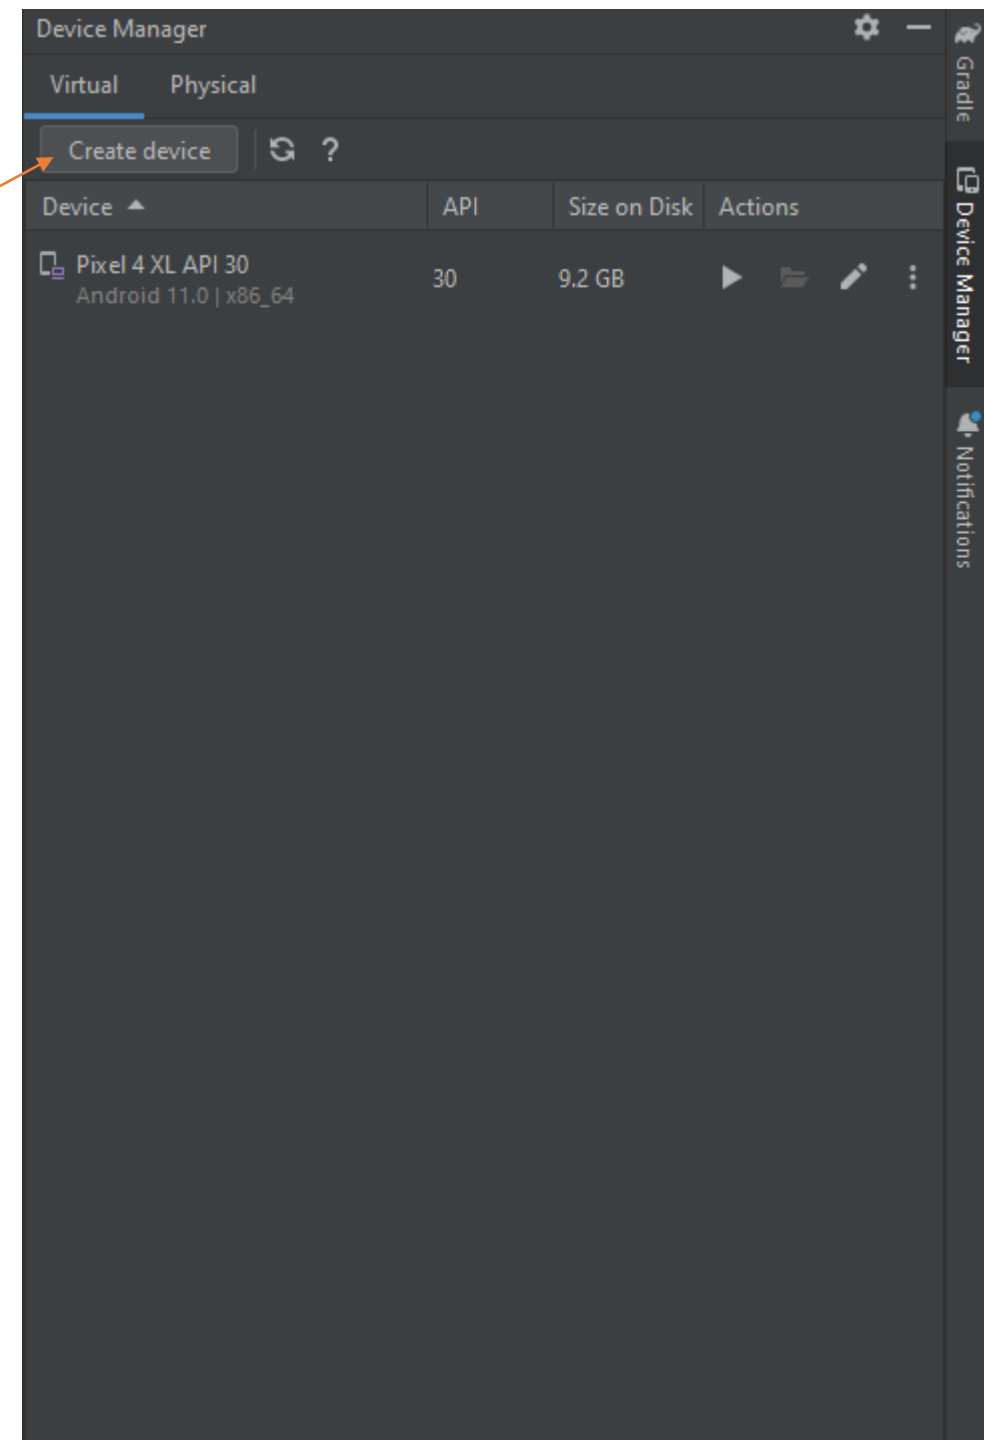 Device Manager
Virtual Physical
Create device ?
Device API Size on Disk Actions
Pixel 4 XL API 30
Android 11.0 | x86_64
30 9.2 GB
Gradle
Device Manager
Notifications